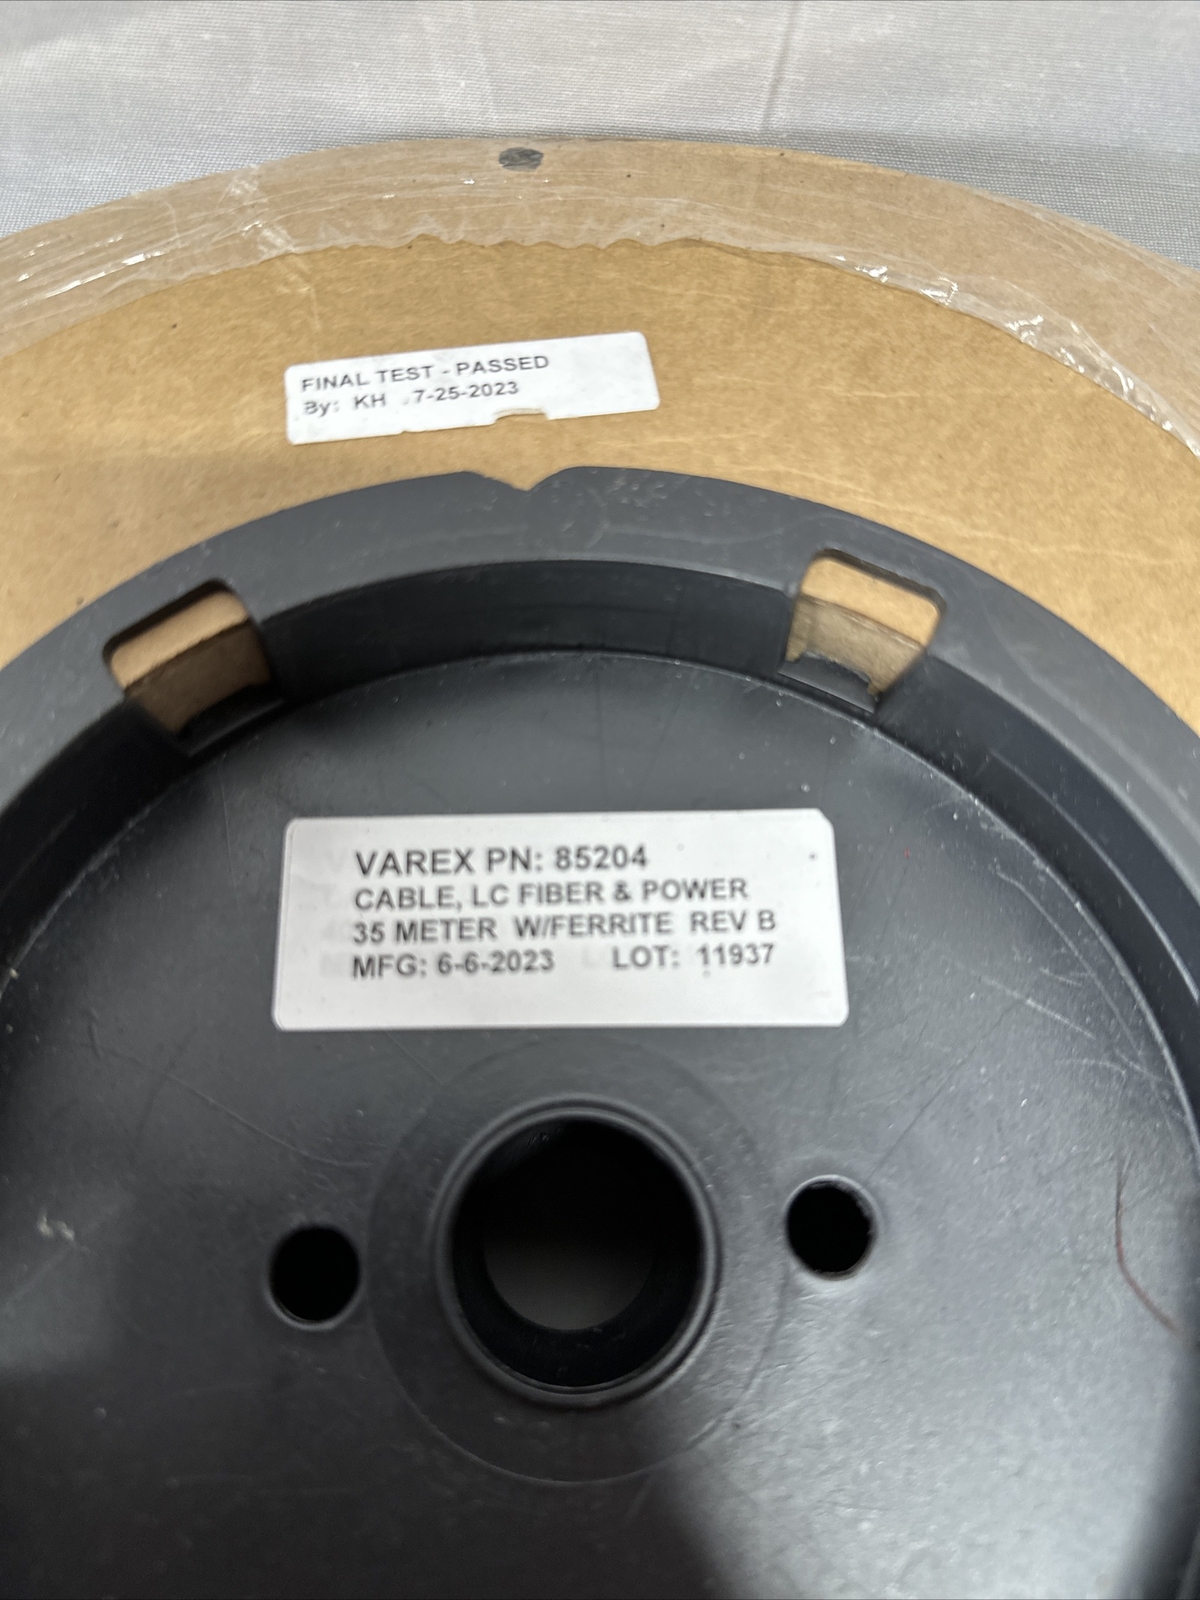 FINAL TEST - PASSED
By: KH 7-25-2023
VAREX PN: 85204
CABLE, LC FIBER & POWER
35 METER W/FERRITE REV B
MFG: 6-6-2023 LOT: 11937